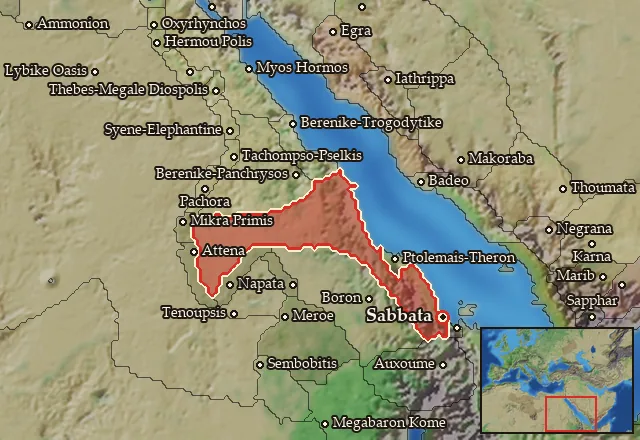 Ammonion
Oxyrhynchos
Hermou Polis
Egra
Lybike Oasis
Myos Hormos
Iathrippa
Thebes-Megale Diospolis
Syene-Elephantine
Berenike-Trogodytike
Tachompso-Pselkis
Makoraba
Berenike-Panchrysos
Badeo
Thoumata
Pachora
Mikra Primis
Negrana
Attena
Ptolemais-Theron
Karna
Marib
Napata
Boron
Sapphar
Tenoupsis
Meroe
Sabbata
Sembobitis
Auxoume
Megabaron Kome